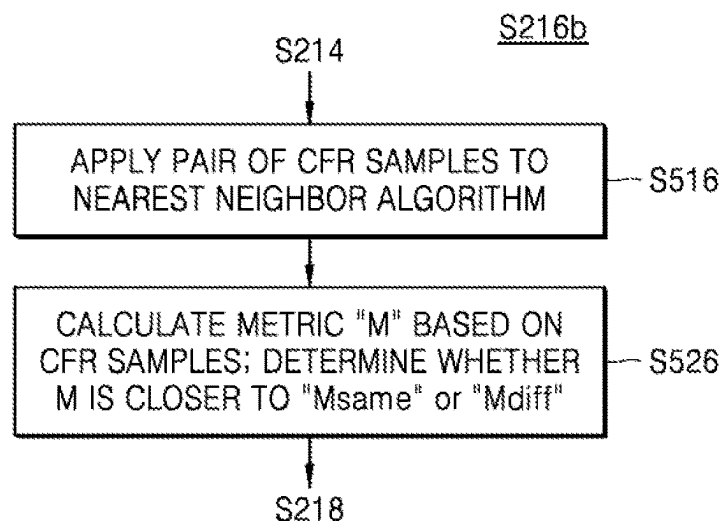 S216b
S214
APPLY PAIR OF CFR SAMPLES TO
NEAREST NEIGHBOR ALGORITHM
S516
CALCULATE METRIC "M" BASED ON
CFR SAMPLES; DETERMINE WHETHER
M IS CLOSER TO "Msame" or "Mdiff"
S526
S218